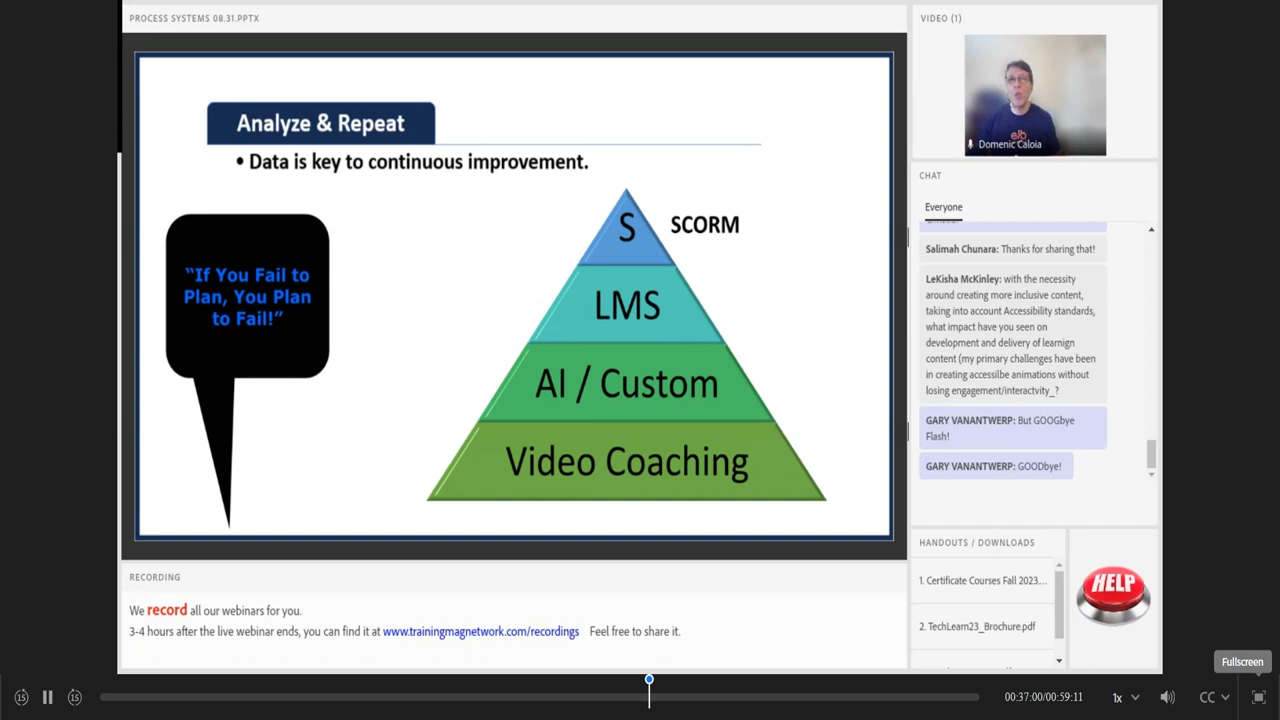 PROCESS SYSTEMS 08.31.PPTX
Analyze & Repeat
• Data is key to continuous improvement.
“If You Fail to
Plan, You Plan
to Fail!”
S
SCORM
LMS
AI / Custom
Video Coaching
RECORDING
We record all our webinars for you.
3-4 hours after the live webinar ends, you can find it at www.trainingmagnetwork.com/recordings Feel free to share it.
VIDEO (1)
elb
Domenic Caloia
CHAT
Everyone
Salimah Chunara: Thanks for sharing that!
LeKisha McKinley: with the necessity
around creating more inclusive content,
taking into account Accessibility standards,
what impact have you seen on
development and delivery of learnign
content (my primary challenges have been
in creating accessilbe animations without
losing engagement/interactvity_?
GARY VANANTWERP: But GOOGbye
Flash!
GARY VANANTWERP: GOODbye!
HANDOUTS / DOWNLOADS
1. Certificate Courses Fall 2023...
2. TechLearn23_Brochure.pdf
HELP
Fullscreen
15
15
00:37:00/00:59:11
1x
CC